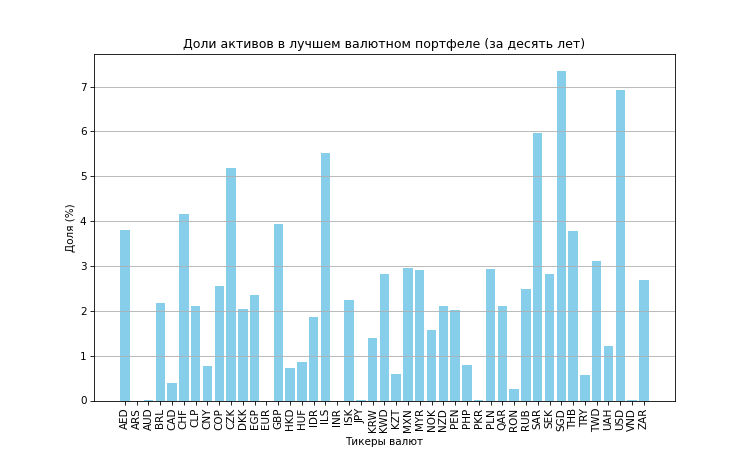 Доли активов в лучшем валютном портфеле (за десять лет)
Доля (%)
7
6
5
4
3
2
1
0
AED ARS AUD BRL CAD CHF CLP CNY COP CZK DKK EGP EUR GBP HKD HUF IDR ILS INR ISK JPY KRW KWD KZT MXN MYR NOK NZD PEN PHP PKR PLN QAR RON RUB SAR SEK SGD THB TRY TWD UAH USD VND ZAR
Тикеры валют